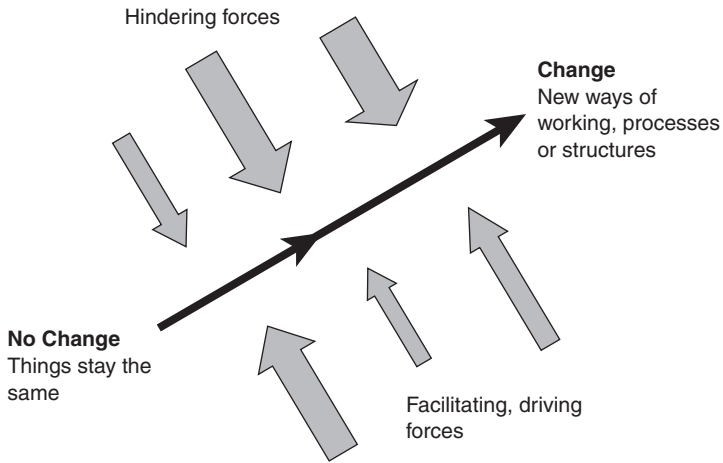 Hindering forces
Change
New ways of
working, processes
or structures
No Change
Things stay the
same
Facilitating, driving
forces